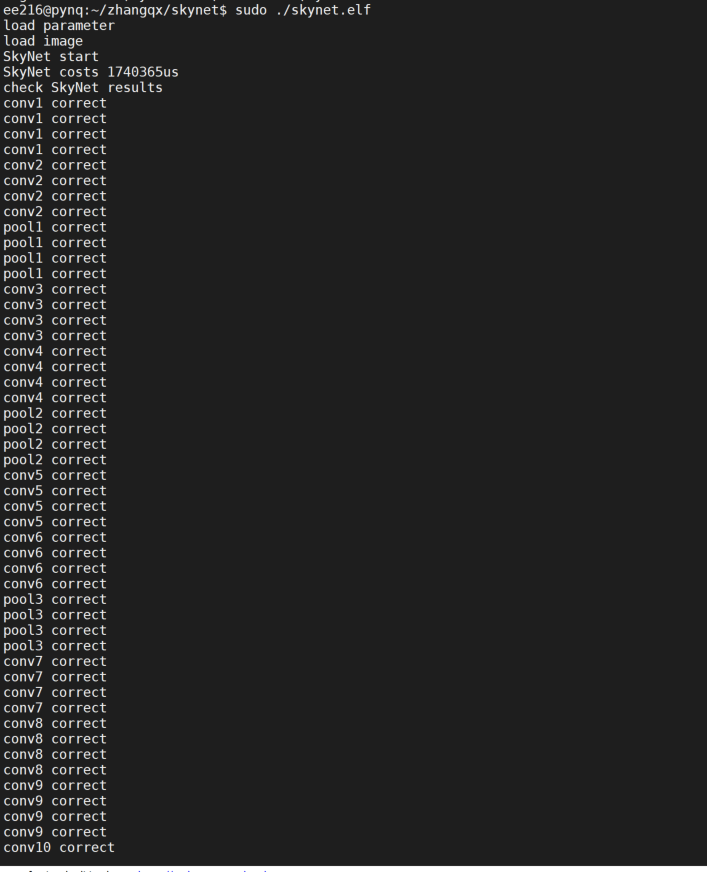 ee216@pynq:~/zhangqx/skynet$ sudo ./skynet.elf
load parameter
load image
SkyNet start
SkyNet costs 1740365us
check SkyNet results
conv1 correct
conv1 correct
conv1 correct
conv1 correct
conv2 correct
conv2 correct
conv2 correct
conv2 correct
pool1 correct
pool1 correct
pool1 correct
pool1 correct
conv3 correct
conv3 correct
conv3 correct
conv3 correct
conv4 correct
conv4 correct
conv4 correct
conv4 correct
pool2 correct
pool2 correct
pool2 correct
pool2 correct
conv5 correct
conv5 correct
conv5 correct
conv5 correct
conv6 correct
conv6 correct
conv6 correct
conv6 correct
pool3 correct
pool3 correct
pool3 correct
pool3 correct
conv7 correct
conv7 correct
conv7 correct
conv7 correct
conv8 correct
conv8 correct
conv8 correct
conv8 correct
conv9 correct
conv9 correct
conv9 correct
conv9 correct
conv10 correct